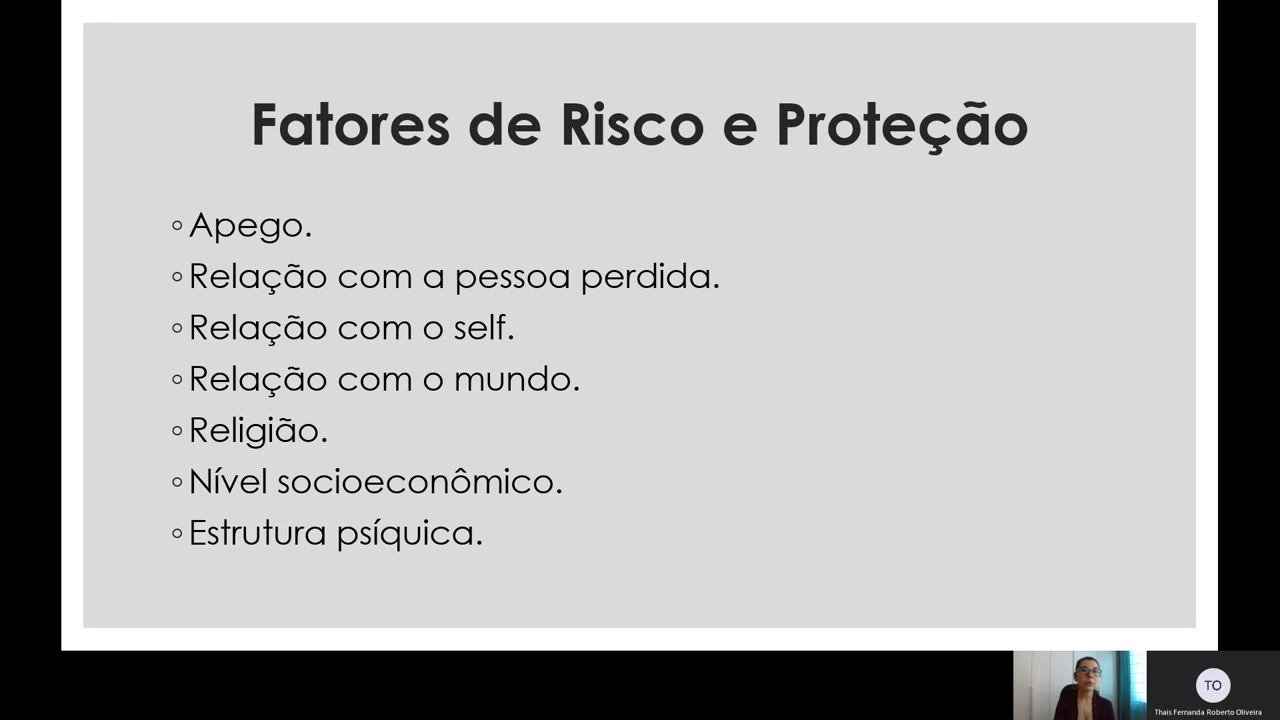 Fatores de Risco e Proteção
◦Apego.
◦Relação com a pessoa perdida.
◦Relação com o self.
◦Relação com o mundo.
◦Religião.
◦Nível socioeconômico.
◦Estrutura psíquica.
TO
Thais Fernanda Roberto Oliveira